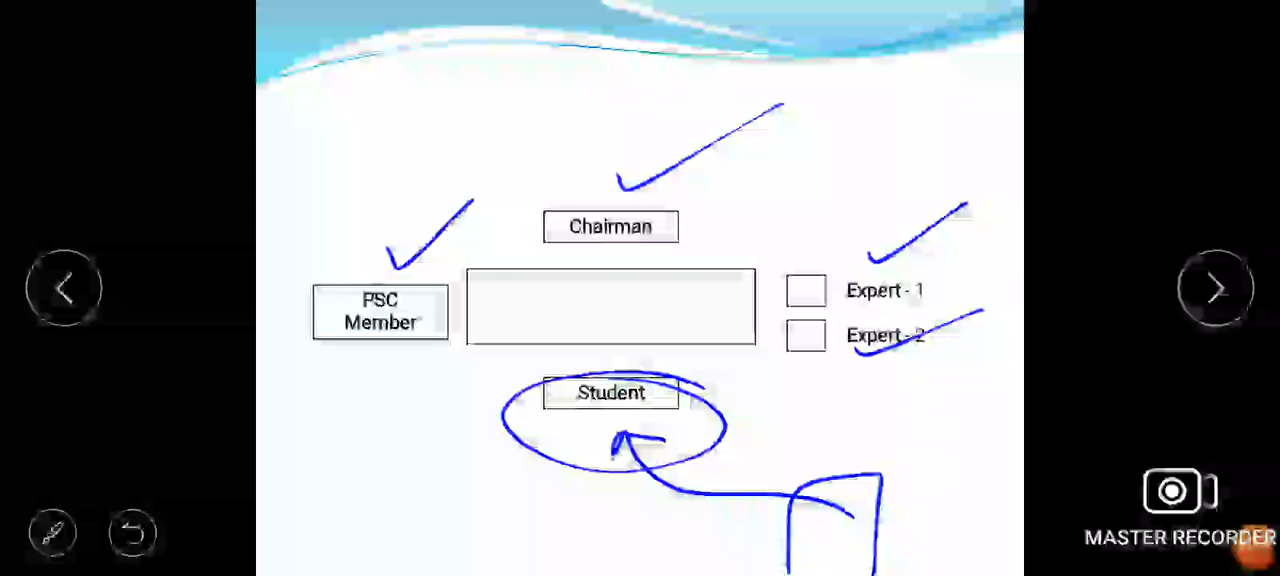 Chairman
PSC
Member
Expert - 1
Expert - 2
Student
MASTER RECORDER